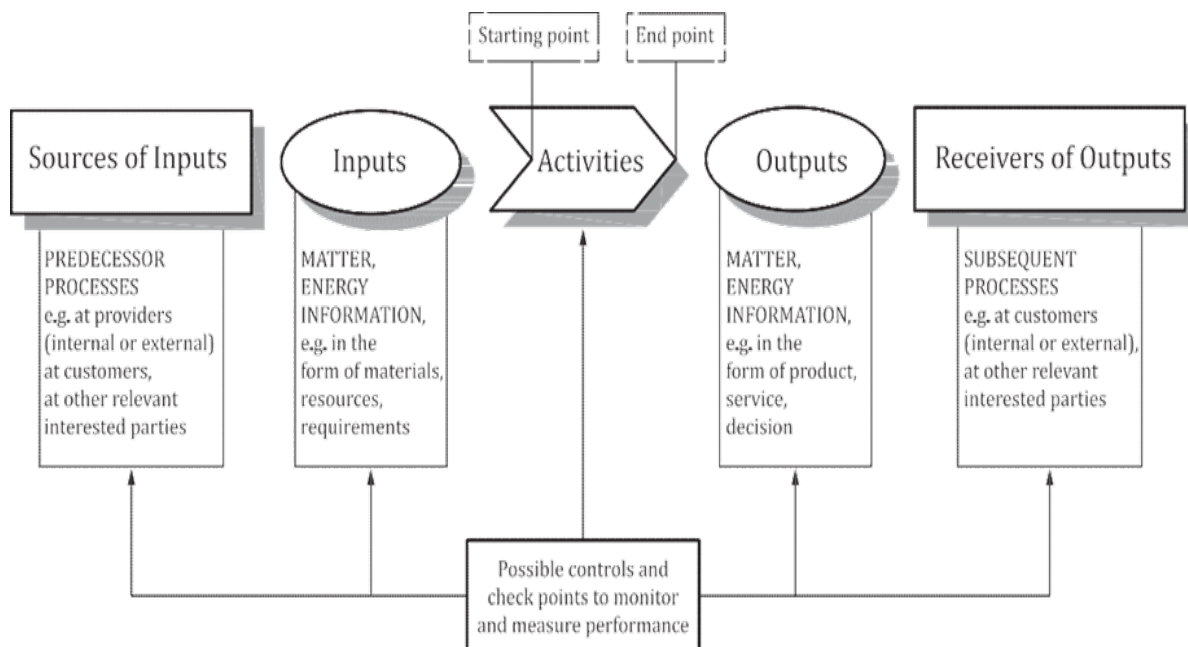 Starting point
End point
Sources of Inputs
Inputs
Activities
Outputs
Receivers of Outputs
PREDECESSOR
PROCESSES
e.g. at providers
(internal or external)
at customers,
at other relevant
interested parties
MATTER,
ENERGY
INFORMATION,
e.g. in the
form of materials,
resources,
requirements
MATTER,
ENERGY
INFORMATION,
e.g. in the
form of product,
service,
decision
SUBSEQUENT
PROCESSES
e.g. at customers
(internal or external),
at other relevant
interested parties
Possible controls and
check points to monitor
and measure performance